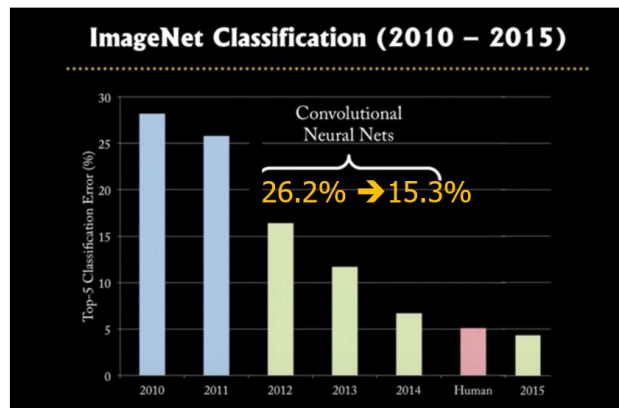 ImageNet Classification (2010 – 2015)
Top-5 Classification Error (%)
30
25
20
15
10
5
0
Convolutional
Neural Nets
26.2% ➔15.3%
2010 2011 2012 2013 2014 Human 2015